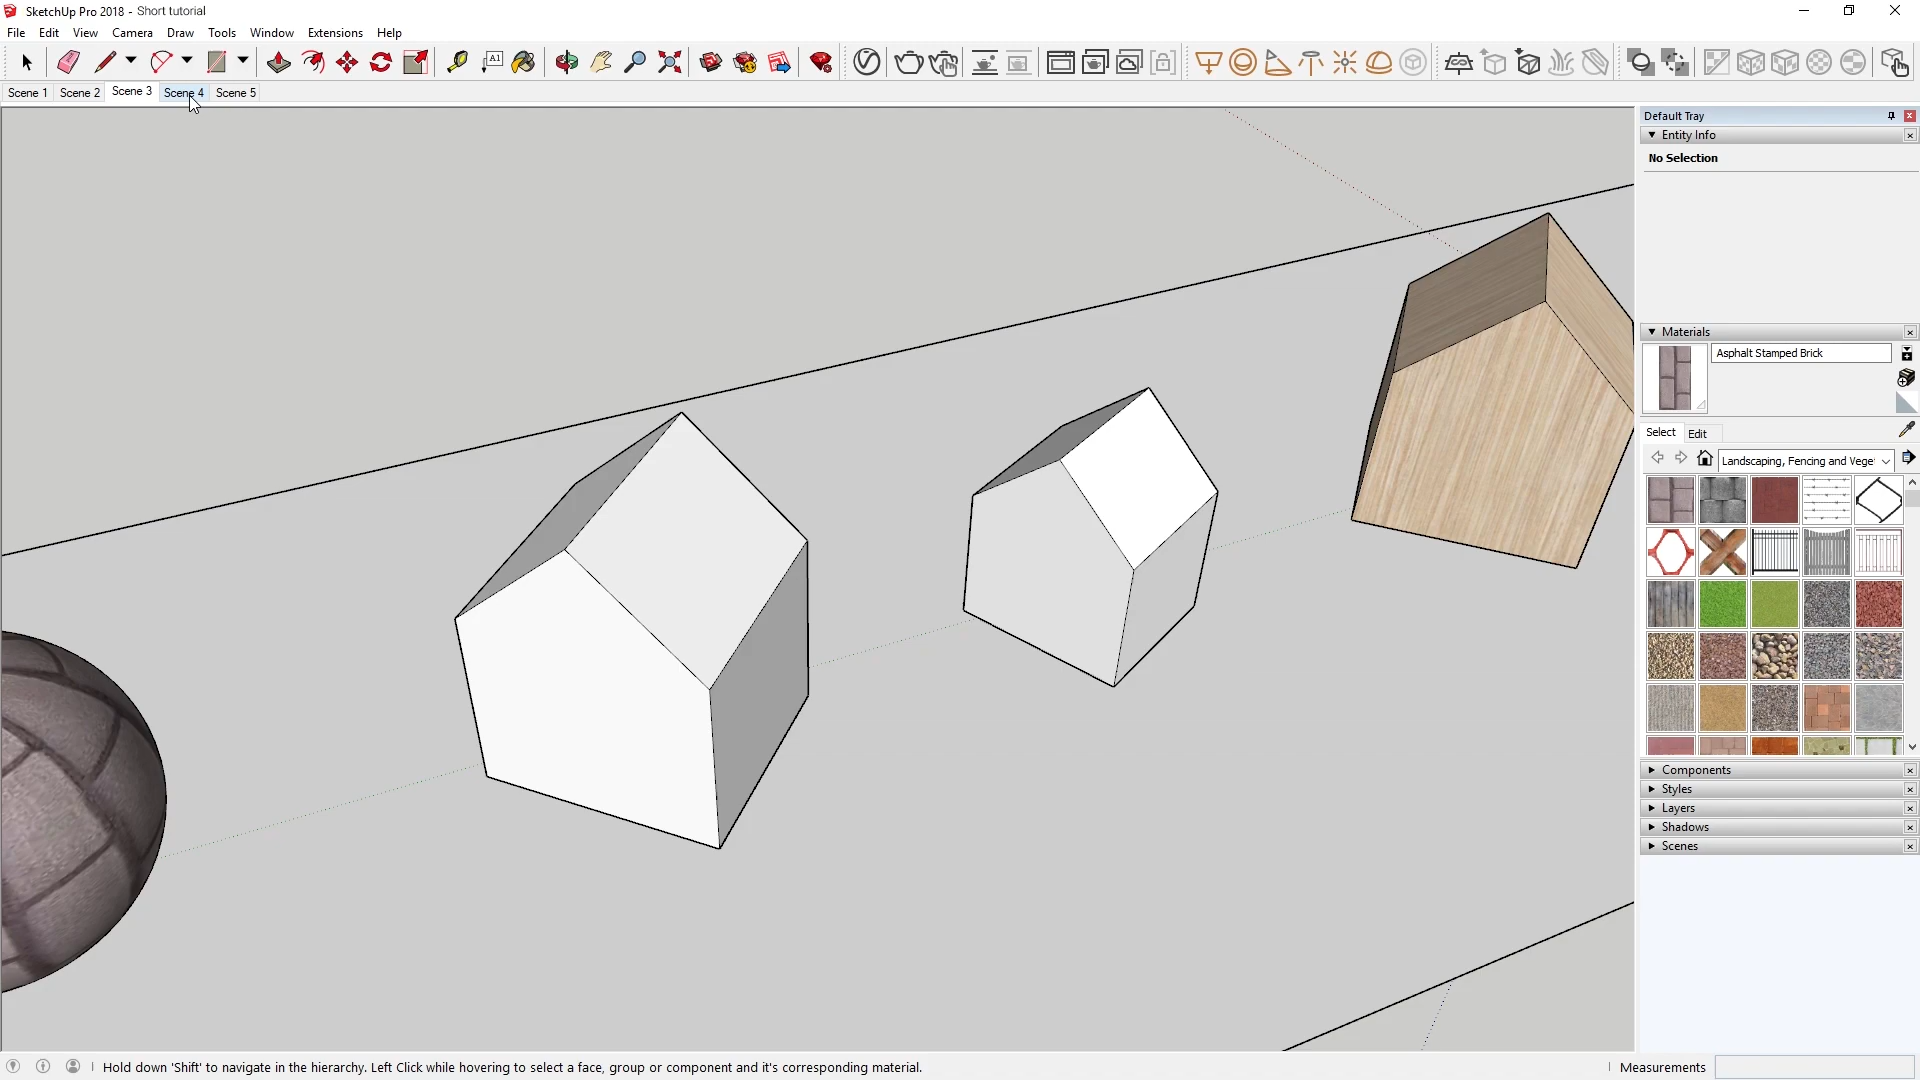 SketchUp Pro 2018 - Short tutorial
File Edit View Camera Draw Tools Window Extensions Help
A1
Scene 1 Scene 2 Scene 3 Scene 4 Scene 5
Default Tray
Entity Info
No Selection
Materials
Asphalt Stamped Brick
Select Edit
Landscaping, Fencing and Vege
Components
Styles
Layers
Shadows
Scenes
Hold down 'Shift' to navigate in the hierarchy. Left Click while hovering to select a face, group or component and it's corresponding material.
Measurements